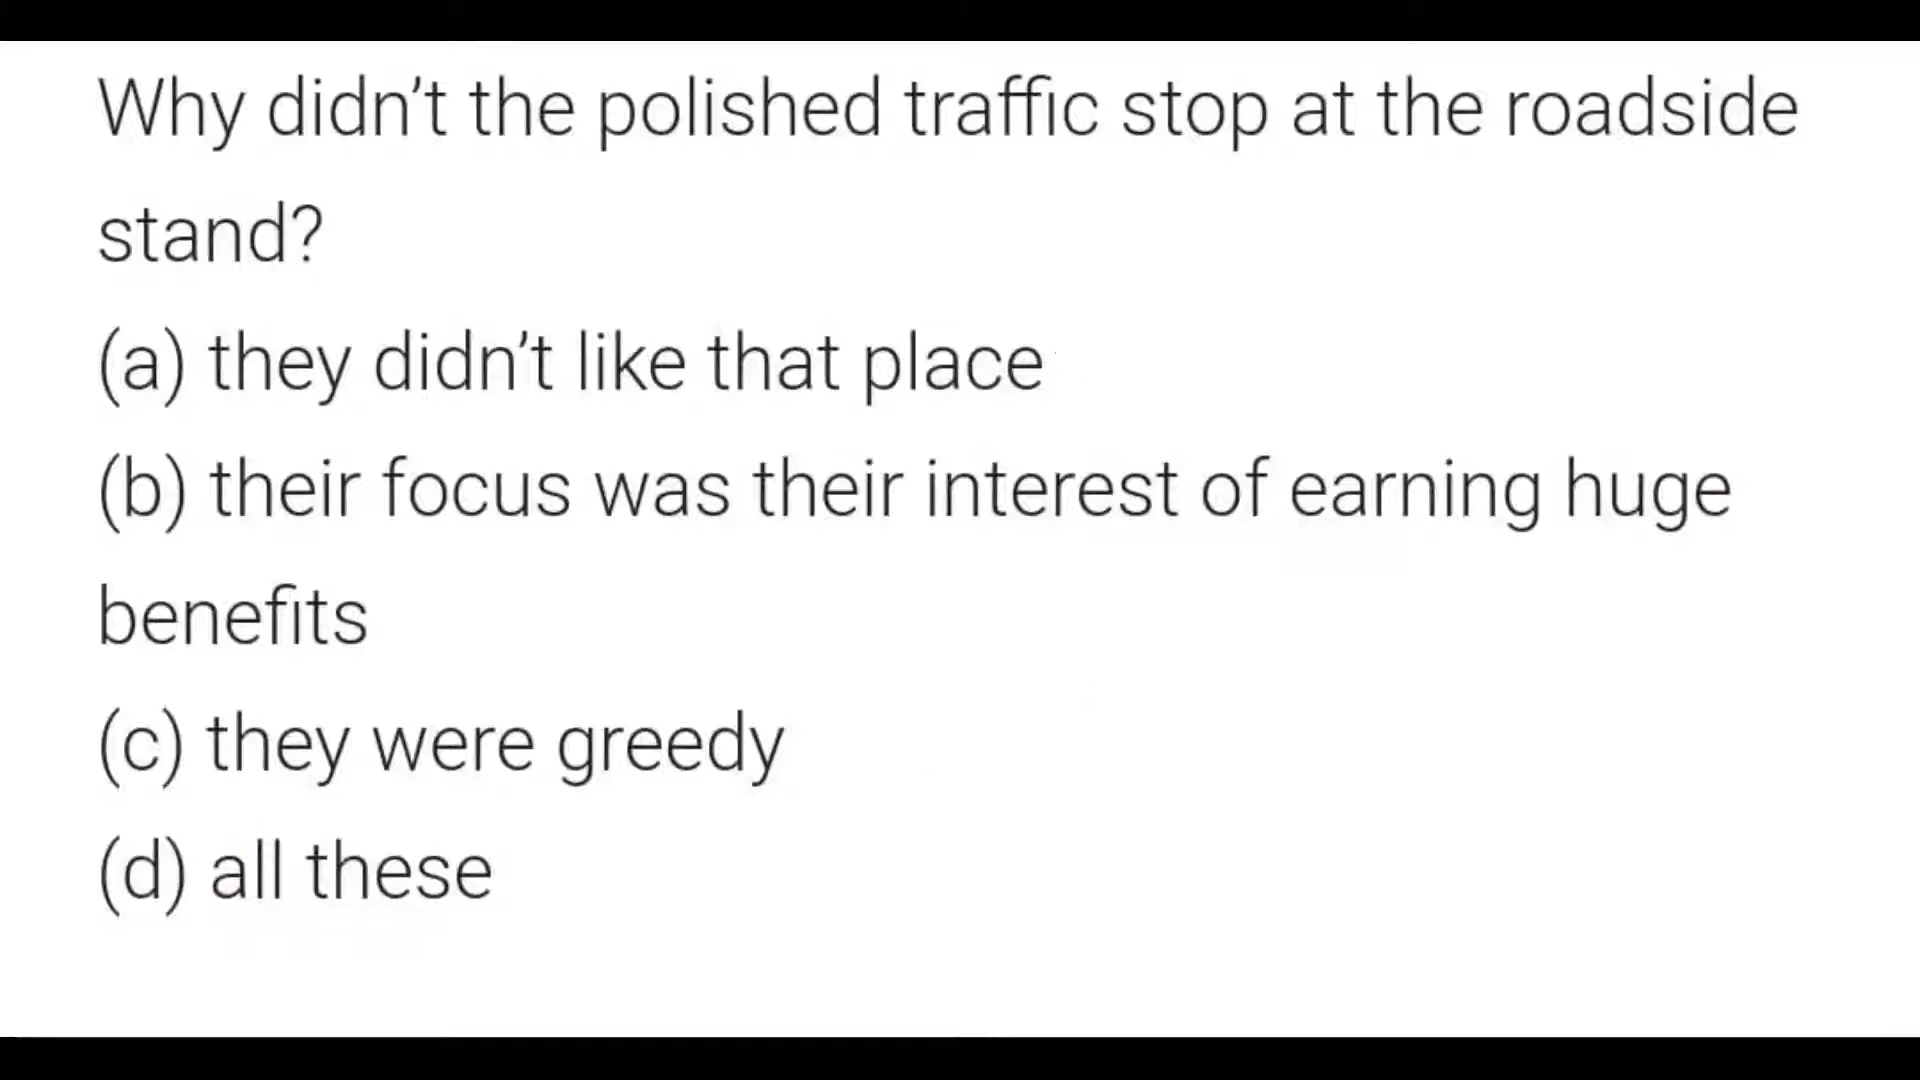 Why didn’t the polished traffic stop at the roadside
stand?
(a) they didn’t like that place
(b) their focus was their interest of earning huge
benefits
(c) they were greedy
(d) all these